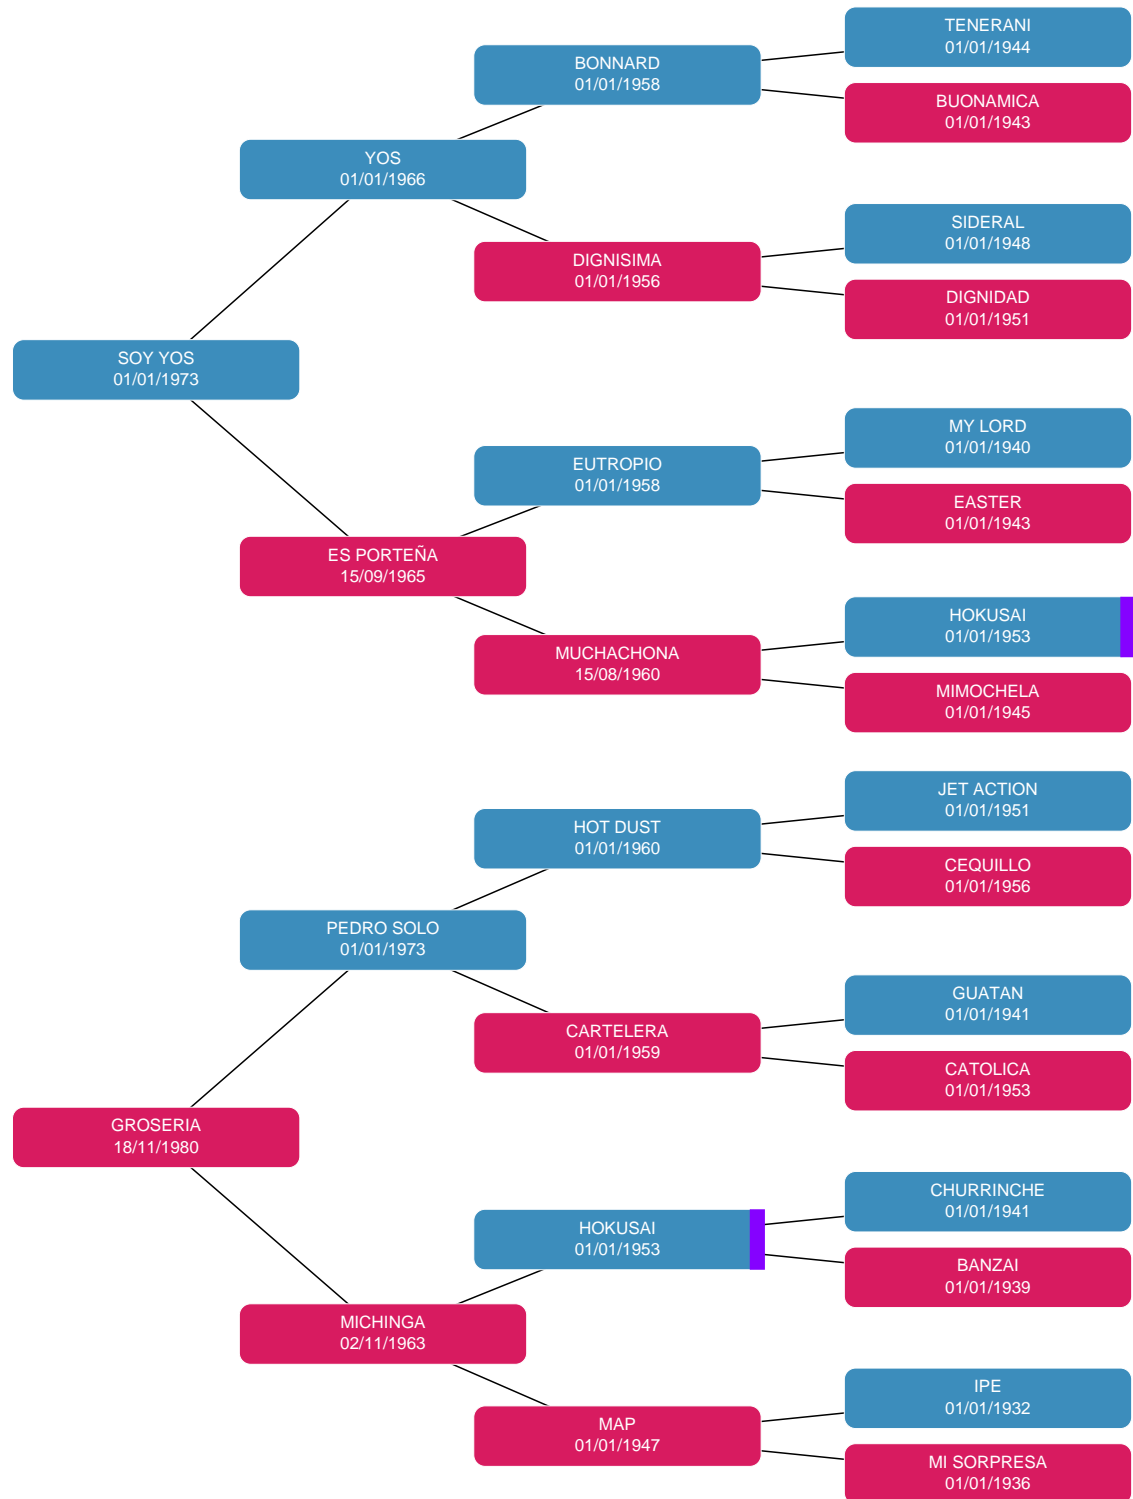 TENERANI
01/01/1944
BONNARD
01/01/1958
BUONAMICA
01/01/1943
YOS
01/01/1966
SIDERAL
01/01/1948
DIGNISIMA
01/01/1956
DIGNIDAD
01/01/1951
SOY YOS
01/01/1973
MY LORD
01/01/1940
EUTROPIO
01/01/1958
EASTER
01/01/1943
ES PORTEÑA
15/09/1965
HOKUSAI
01/01/1953
MUCHACHONA
15/08/1960
MIMOCHELA
01/01/1945
JET ACTION
01/01/1951
HOT DUST
01/01/1960
CEQUILLO
01/01/1956
PEDRO SOLO
01/01/1973
GUATAN
01/01/1941
CARTELERA
01/01/1959
CATOLICA
01/01/1953
GROSERIA
18/11/1980
CHURRINCHE
01/01/1941
HOKUSAI
01/01/1953
BANZAI
01/01/1939
MICHINGA
02/11/1963
IPE
01/01/1932
MAP
01/01/1947
MI SORPRESA
01/01/1936